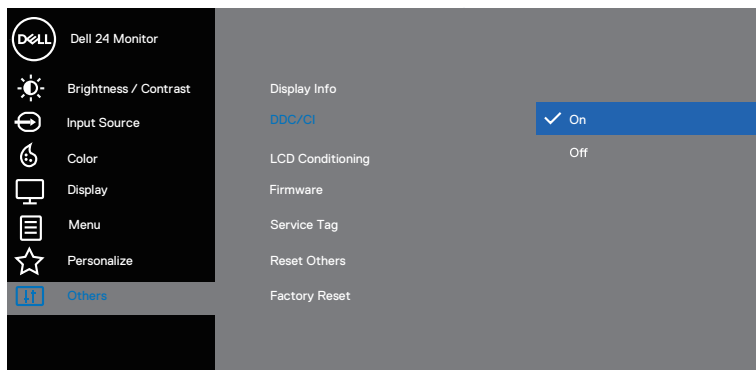 DELL
Dell 24 Monitor
Brightness / Contrast
Input Source
Color
Display
Menu
Personalize
Others
Display Info
DDC/CI
LCD Conditioning
Firmware
Service Tag
Reset Others
Factory Reset
On
Off